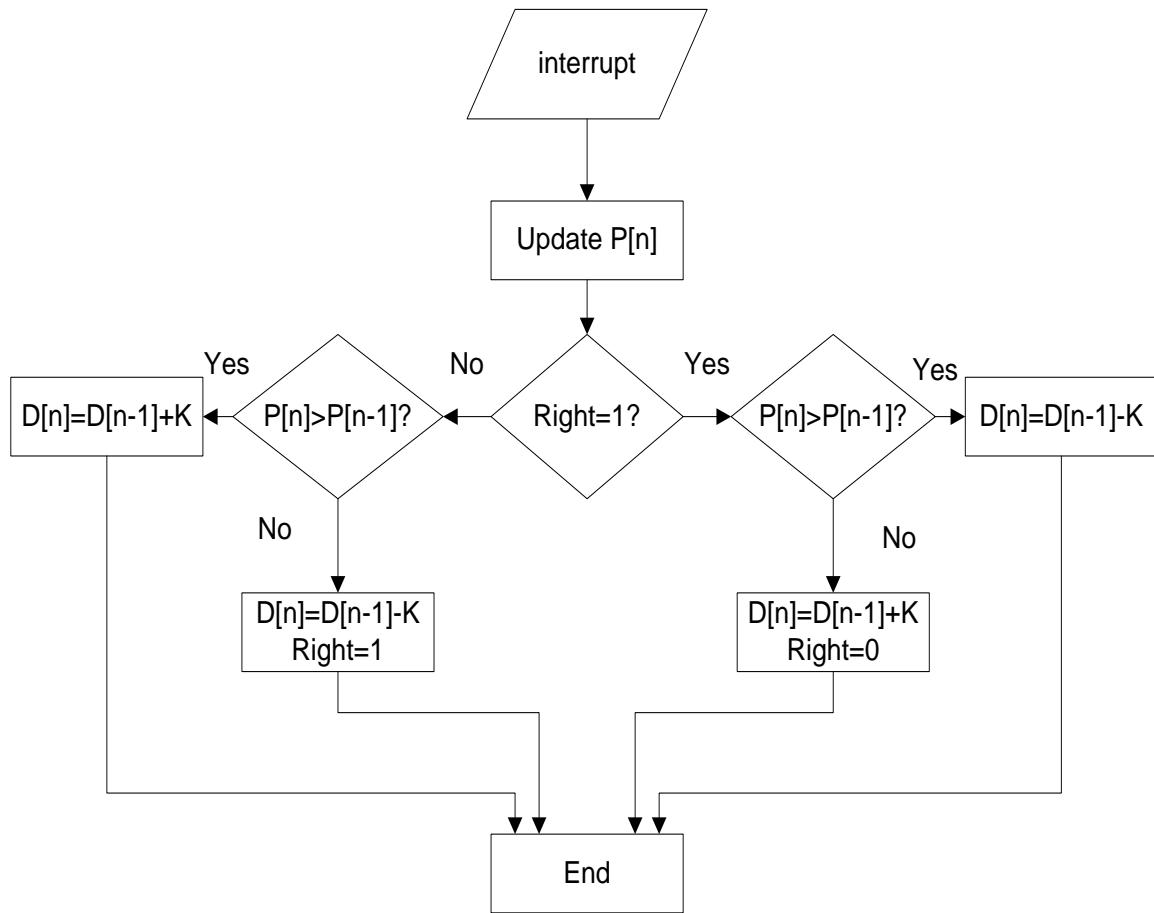 interrupt
Update P[n]
Yes
No
Yes
Yes
D[n]=D[n-1]+K
P[n]>P[n-1]?
Right=1?
P[n]>P[n-1]?
D[n]=D[n-1]-K
No
No
D[n]=D[n-1]-K
Right=1
D[n]=D[n-1]+K
Right=0
End